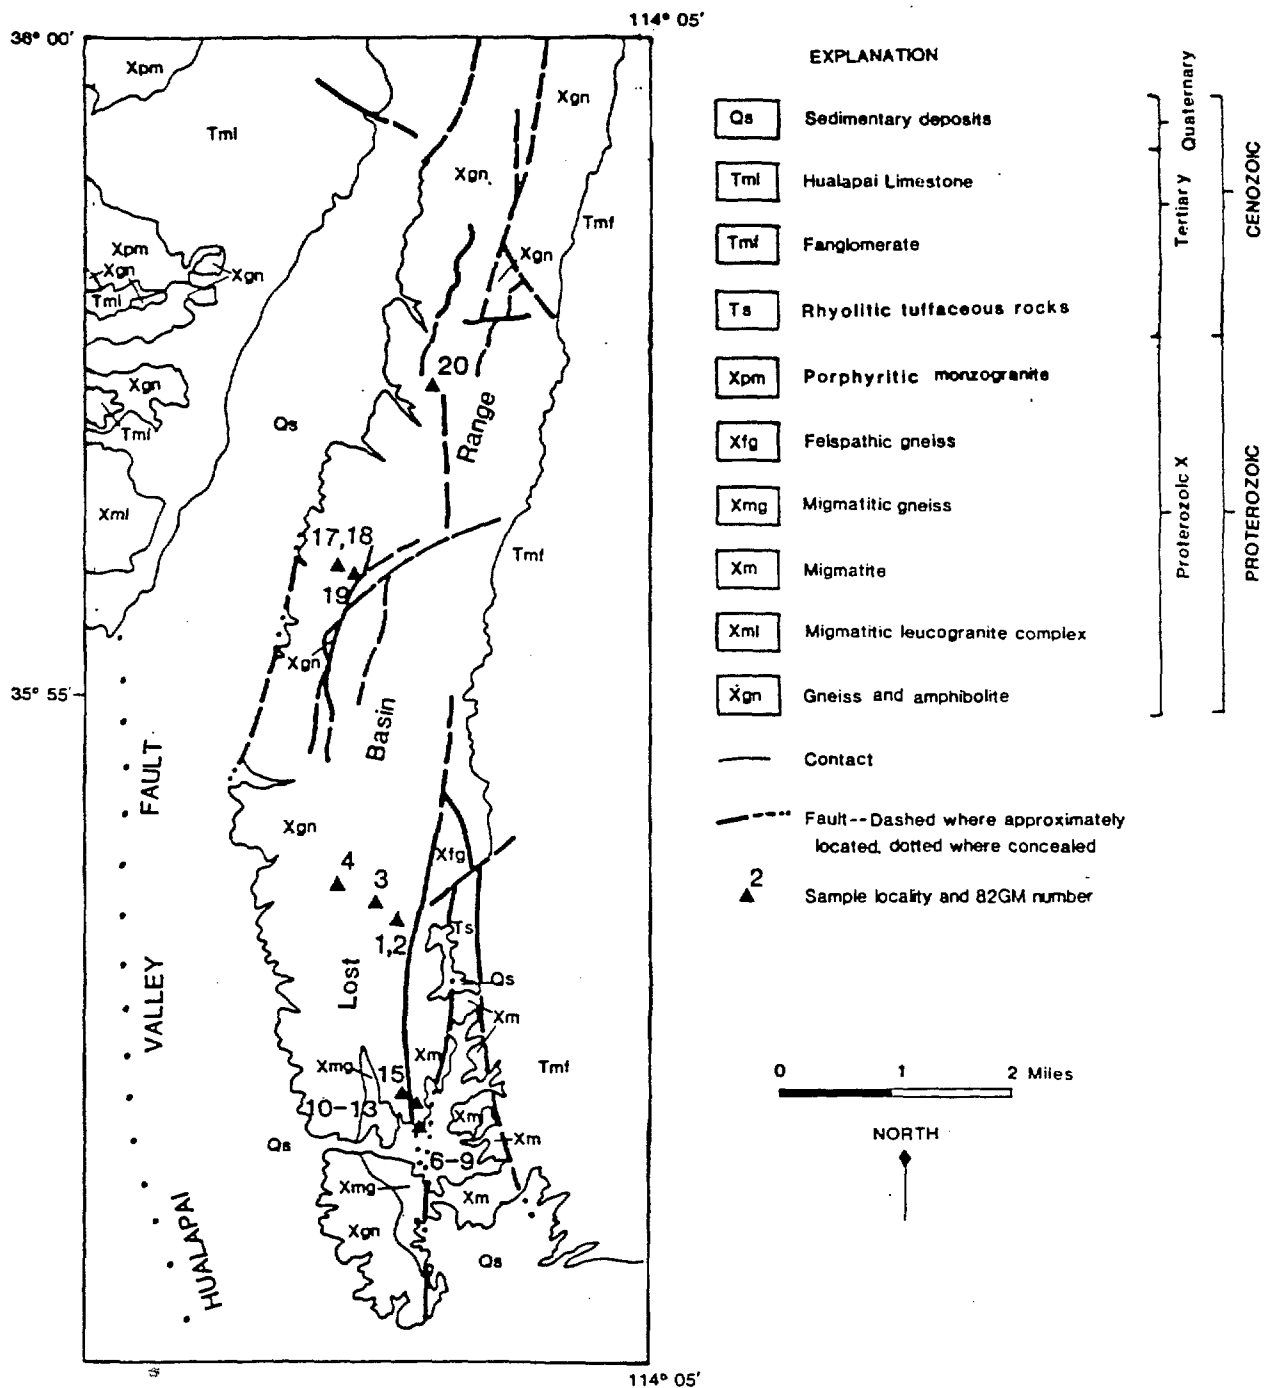 114° 05'
36° 00'
Xpm
Xgn
Tml
Xgn
Tmf
Xpm
Xgn
Xgn
Xgn
Tml
Xgn
20
Tml
Qs
Range
Xml
17,18
Tmf
19
Xgn
35° 55'
Basin
FAULT
Xgn
4
Xfg
3
1,2
Ts
Lost
Qs
VALLEY
Xm
Xm
Xmg
15
Tmf
10-13
Xm
Xm
Qs
6-9
Xmg
Xm
Xgn
Qs
HUALAPAI
114° 05'
EXPLANATION
Qs Sedimentary deposits
Tml Hualapai Limestone
Tmf Fanglomerate
Ts Rhyolitic tuffaceous rocks
Xpm Porphyritic monzogranite
Xfg Felspathic gneiss
Xmg Migmatitic gneiss
Xm Migmatite
Xml Migmatitic leucogranite complex
Xgn Gneiss and amphibolite
Contact
Fault--Dashed where approximately
located, dotted where concealed
2
Sample locality and 82GM number
Quaternary
Tertiary
CENOZOIC
Proterozoic X
PROTEROZOIC
0 1 2 Miles
NORTH